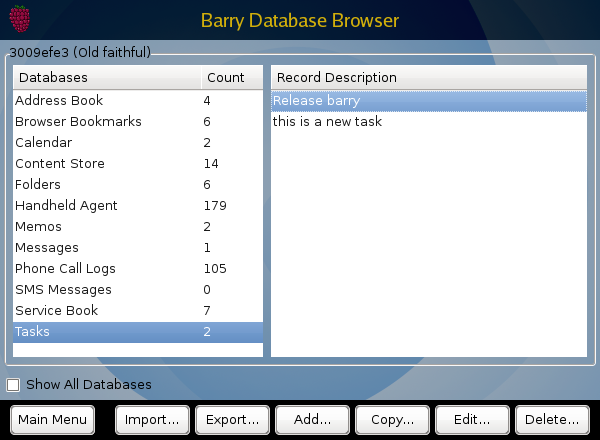 Barry Database Browser
3009efe3 (Old faithful)
Databases Count
Address Book 4
Browser Bookmarks 6
Calendar 2
Content Store 14
Folders 6
Handheld Agent 179
Memos 2
Messages 1
Phone Call Logs 105
SMS Messages 0
Service Book 7
Tasks 2
Record Description
Release barry
this is a new task
Show All Databases
Main Menu Import... Export... Add... Copy... Edit... Delete...